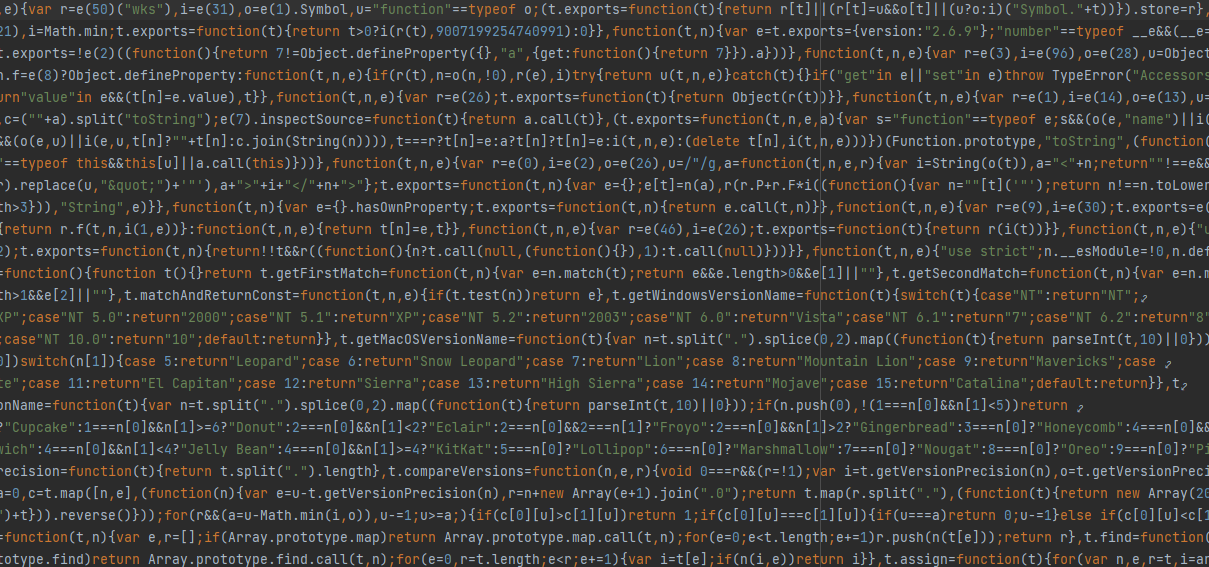 ,e){var r=e(50)("wks"),i=e(31),o=e(1).Symbol,u="function"==typeof o;(t.exports=function(t){return r[t]||(r[t]=u&&o[t]||(u?o:i)("Symbol."+t))}).store=r},
21),i=Math.min;t.exports=function(t){return t>0?i(r(t),9007199254740991):0}},function(t,n){var e=t.exports={version:"2.6.9"};"number"==typeof __e&&(__e=
t.exports=!e(2)((function(){return 7!=Object.defineProperty({},"a",{get:function(){return 7}}).a}))},function(t,n,e){var r=e(3),i=e(96),o=e(28),u=Object
n.f=e(8)?Object.defineProperty:function(t,n,e){if(r(t),n=o(n,!0),r(e),i)try{return u(t,n,e)}catch(t){}if("get"in e||"set"in e)throw TypeError("Accessors
urn"value"in e&&(t[n]=e.value),t}},function(t,n,e){var r=e(26);t.exports=function(t){return Object(r(t))}},function(t,n,e){var r=e(1),i=e(14),o=e(13),u=
,c=(""+a).split("toString");e(7).inspectSource=function(t){return a.call(t)},(t.exports=function(t,n,e,a){var s="function"==typeof e;s&&(o(e,"name")||i(
&&(o(e,u)||i(e,u,t[n]?""+t[n]:c.join(String(n)))),t===r?t[n]=e:a?t[n]?t[n]=e:i(t,n,e):(delete t[n],i(t,n,e)))})(Function.prototype,"toString",(function(
"==typeof this&&this[u]||a.call(this)}))},function(t,n,e){var r=e(0),i=e(2),o=e(26),u=/"/g,a=function(t,n,e,r){var i=String(o(t)),a="<"+n;return""!==e&&
r).replace(u,"&quot;")+'"'),a+">"+i+"</"+n+">"};t.exports=function(t,n){var e={};e[t]=n(a),r(r.P+r.F*i((function(){var n=""[t]('"');return n!==n.toLower
th>3})),"String",e)}},function(t,n){var e={}.hasOwnProperty;t.exports=function(t,n){return e.call(t,n)}},function(t,n,e){var r=e(9),i=e(30);t.exports=e(
{return r.f(t,n,i(1,e))}:function(t,n,e){return t[n]=e,t}},function(t,n,e){var r=e(46),i=e(26);t.exports=function(t){return r(i(t))}},function(t,n,e){"u
2);t.exports=function(t,n){return!!t&&r((function(){n?t.call(null,(function(){}),1):t.call(null)}))}},function(t,n,e){"use strict";n.__esModule=!0,n.def
=function(){function t(){}return t.getFirstMatch=function(t,n){var e=n.match(t);return e&&e.length>0&&e[1]||""},t.getSecondMatch=function(t,n){var e=n.m
th>1&&e[2]||""},t.matchAndReturnConst=function(t,n,e){if(t.test(n))return e},t.getWindowsVersionName=function(t){switch(t){case"NT":return"NT";
XP";case"NT 5.0":return"2000";case"NT 5.1":return"XP";case"NT 5.2":return"2003";case"NT 6.0":return"Vista";case"NT 6.1":return"7";case"NT 6.2":return"8"
;case"NT 10.0":return"10";default:return}},t.getMacOSVersionName=function(t){var n=t.split(".").splice(0,2).map((function(t){return parseInt(t,10)||0}))
0])switch(n[1]){case 5:return"Leopard";case 6:return"Snow Leopard";case 7:return"Lion";case 8:return"Mountain Lion";case 9:return"Mavericks";case
te";case 11:return"El Capitan";case 12:return"Sierra";case 13:return"High Sierra";case 14:return"Mojave";case 15:return"Catalina";default:return}},t
onName=function(t){var n=t.split(".").splice(0,2).map((function(t){return parseInt(t,10)||0}));if(n.push(0),!(1===n[0]&&n[1]<5))return
?"Cupcake":1===n[0]&&n[1]>=6?"Donut":2===n[0]&&n[1]<2?"Eclair":2===n[0]&&2===n[1]?"Froyo":2===n[0]&&n[1]>2?"Gingerbread":3===n[0]?"Honeycomb":4===n[0]&&
wich":4===n[0]&&n[1]<4?"Jelly Bean":4===n[0]&&n[1]>=4?"KitKat":5===n[0]?"Lollipop":6===n[0]?"Marshmallow":7===n[0]?"Nougat":8===n[0]?"Oreo":9===n[0]?"Pi
recision=function(t){return t.split(".").length},t.compareVersions=function(t,n,e,r){void 0===r&&(r=!1);var i=t.getVersionPrecision(n),o=t.getVersionPreci
a=0,c=t.map([n,e],(function(n){var e=u-t.getVersionPrecision(n),r=n+new Array(e+1).join(".0");return t.map(r.split("."),(function(t){return new Array(20
")+t})).reverse()}));for(r&&(a=u-Math.min(i,o)),u-=1;u>=a;){if(c[0][u]>c[1][u])return 1;if(c[0][u]===c[1][u]){if(u===a)return 0;u-=1}else if(c[0][u]<c[1
=function(t,n){var e,r=[];if(Array.prototype.map)return Array.prototype.map.call(t,n);for(e=0;e<t.length;e+=1)r.push(n(t[e]));return r},t.find=function(
ototype.find)return Array.prototype.find.call(t,n);for(e=0,r=t.length;e<r;e+=1){var i=t[e];if(n(i,e))return i}},t.assign=function(t){for(var n,e,r=t,i=ar